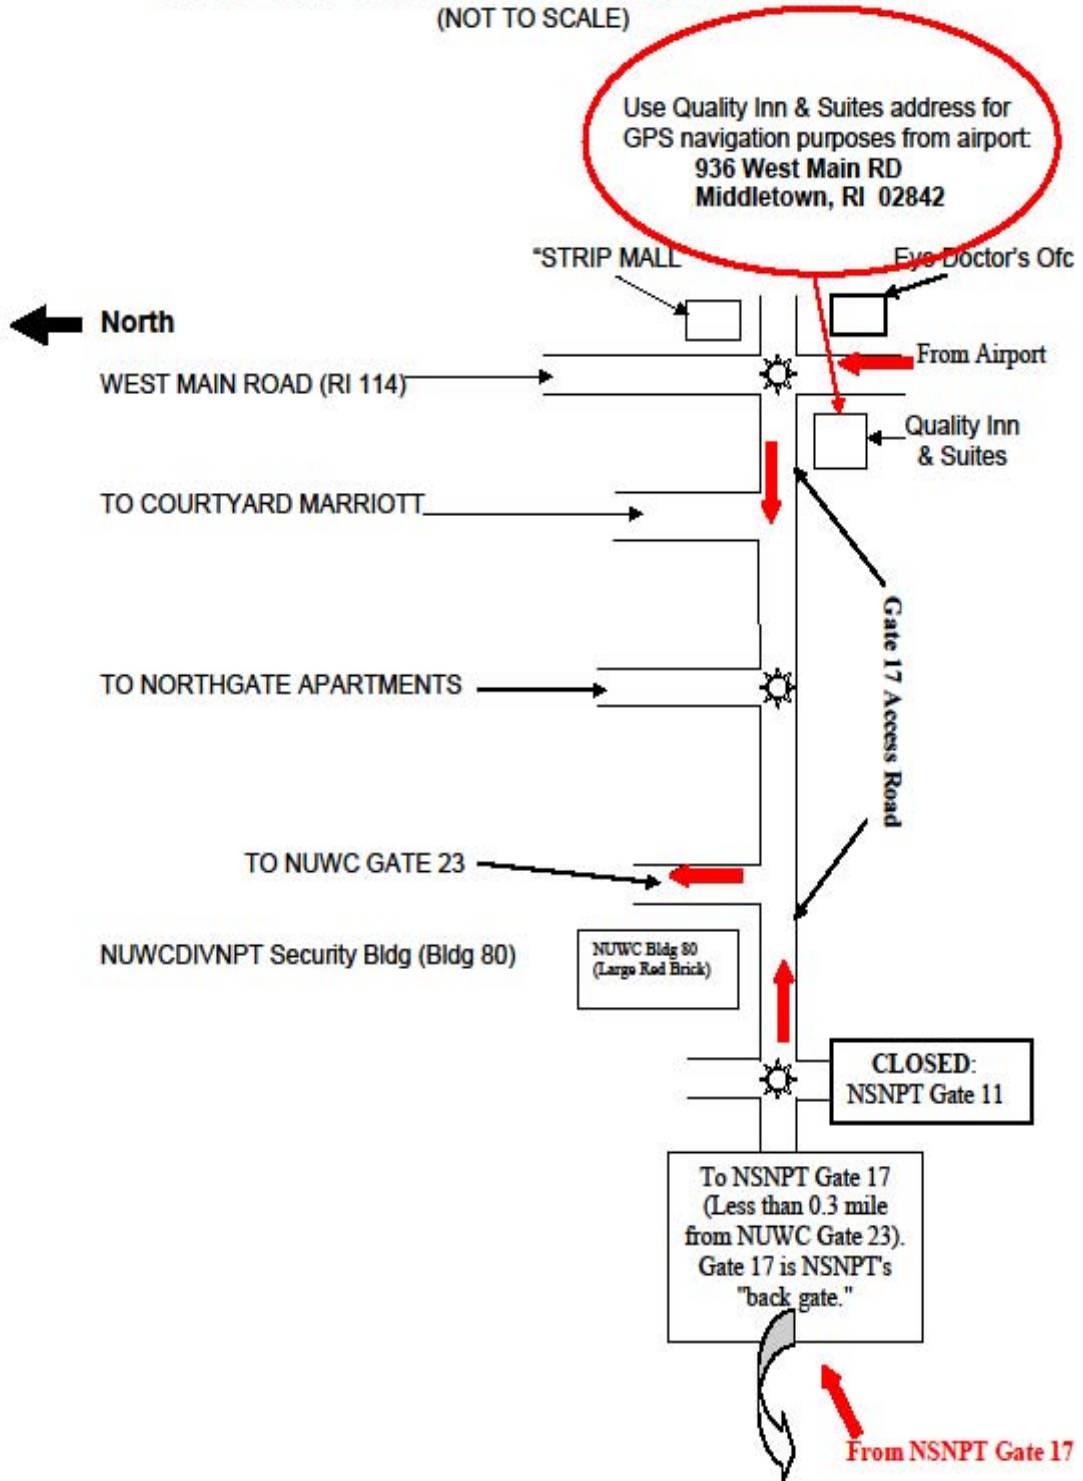 (NOT TO SCALE)
Use Quality Inn & Suites address for
GPS navigation purposes from airport:
936 West Main RD
Middletown, RI 02842
"STRIP MALL
Eye Doctor's Ofc
North
From Airport
WEST MAIN ROAD (RI 114)
Quality Inn
& Suites
TO COURTYARD MARRIOTT
Gate 17 Access Road
TO NORTHGATE APARTMENTS
TO NUWC GATE 23
NUWCDIVNPT Security Bldg (Bldg 80)
NUWC Bldg 80
(Large Red Brick)
CLOSED:
NSNPT Gate 11
To NSNPT Gate 17
(Less than 0.3 mile
from NUWC Gate 23).
Gate 17 is NSNPT's
"back gate."
From NSNPT Gate 17